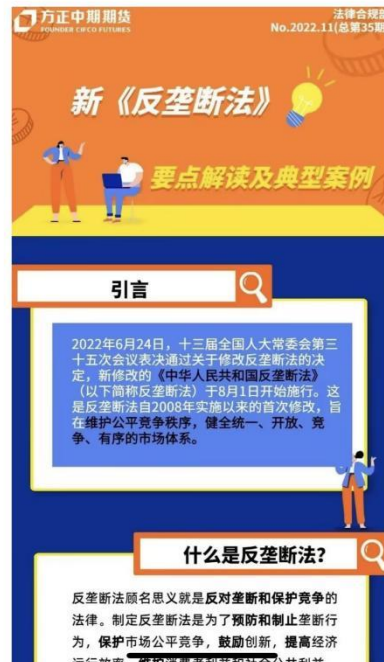 方正中期期货
FOUNDER CIFCO FUTURES
法律合规部
No.2022.11(总第35期
新《反垄断法》
要点解读及典型案例
引言
2022年6月24日,十三届全国人大常委会第三
十五次会议表决通过关于修改反垄断法的决
定,新修改的《中华人民共和国反垄断法》
(以下简称反垄断法)于8月1日开始施行。这
是反垄断法自2008年实施以来的首次修改,旨
在维护公平竞争秩序,健全统一、开放、竞
争、有序的市场体系。
什么是反垄断法?
反垄断法顾名思义就是反对垄断和保护竞争的
法律。制定反垄断法是为了预防和制止垄断行
为,保护市场公平竞争,鼓励创新,提高经济